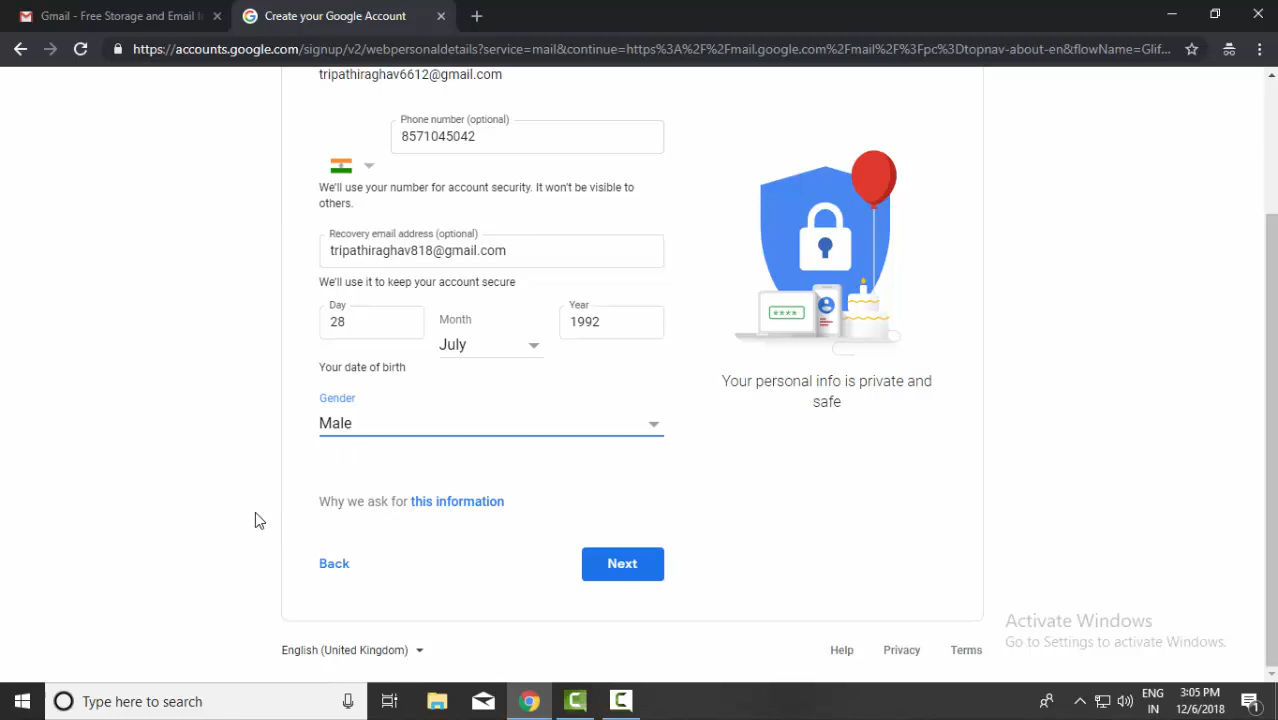 Gmail - Free Storage and Email
Create your Google Account
https://accounts.google.com/signup/v2/webpersonaldetails?service=mail&continue=https%3A%2F%2Fmail.google.com%2Fmail%2F%3Fpc%3Dtopnav-about-en&flowName=Glif...
tripathiraghav6612@gmail.com
Phone number (optional)
8571045042
We'll use your number for account security. It won't be visible to
others.
Recovery email address (optional)
tripathiraghav818@gmail.com
We'll use it to keep your account secure
Day
28
Month
July
Year
1992
Your date of birth
Gender
Male
Why we ask for this information
Back
Next
****
Your personal info is private and
safe
Activate Windows
Go to Settings to activate Windows.
English (United Kingdom)
Help
Privacy
Terms
Type here to search
ENG
IN
3:05 PM
12/6/2018
1